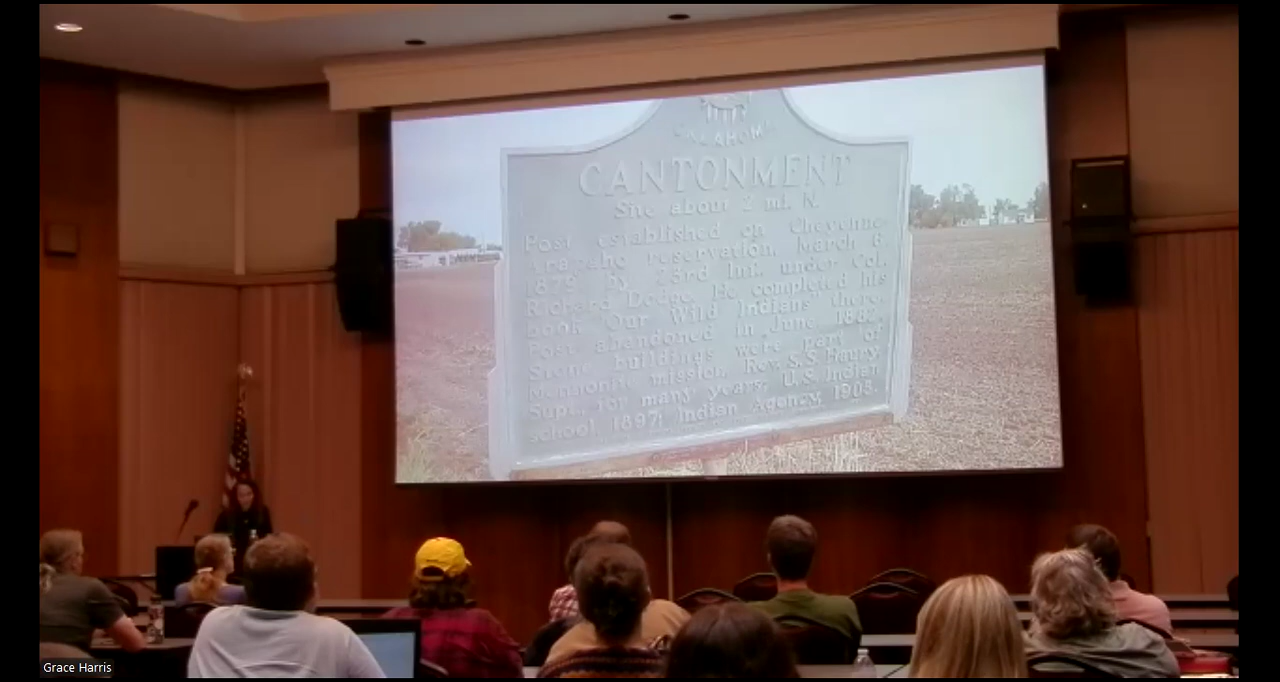 OKLAHOMA
CANTONMENT
Site about 2 mi. N.
Post established on Cheyenne-
Arapaho reservation, March 6,
1879, by 23rd Inf. under Col.
Richard Dodge. He completed his
book "Our Wild Indians" there.
Post abandoned in June, 1882.
Stone buildings were part of
Mennonite mission, Rev. S.S. Haury,
Supt., for many years; U.S. Indian
school, 1897; Indian Agency, 1903.
Grace Harris